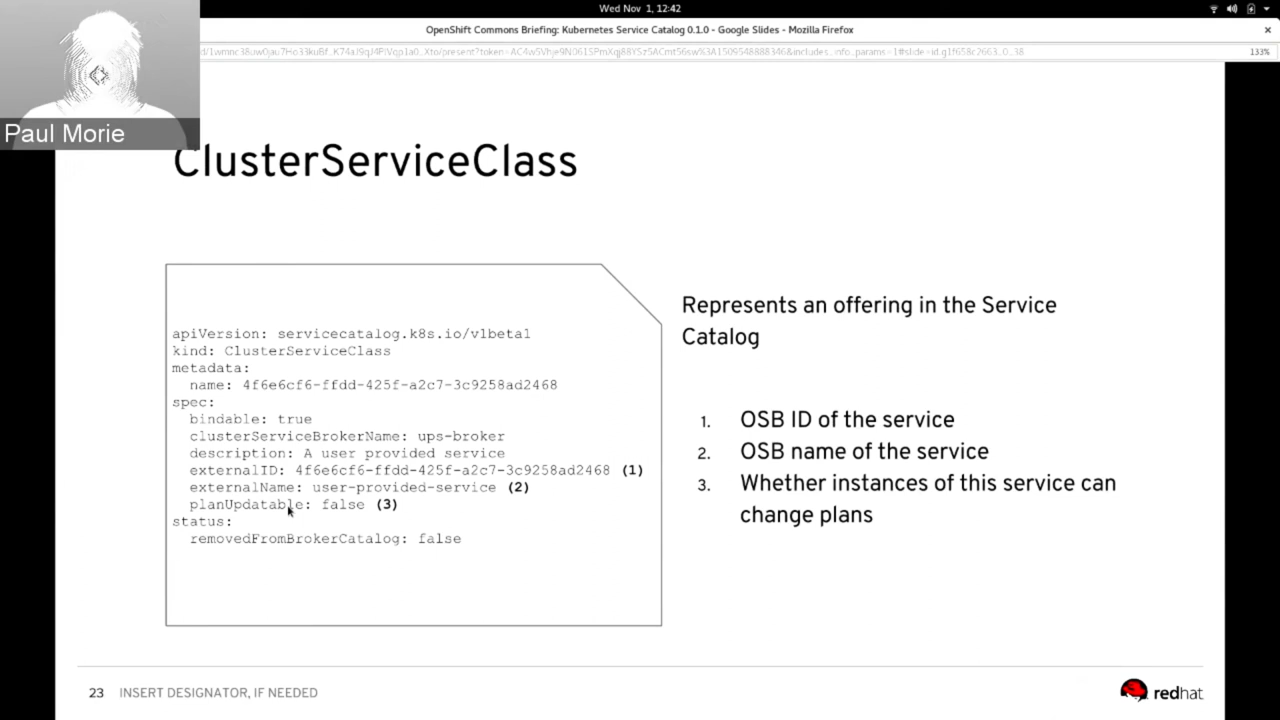 Wed Nov 1, 12:42
OpenShift Commons Briefing: Kubernetes Service Catalog 0.1.0 - Google Slides - Mozilla Firefox
133%
Paul Morie
ClusterServiceClass
apiVersion: servicecatalog.k8s.io/v1beta1
kind: ClusterServiceClass
metadata:
name: 4f6e6cf6-ffdd-425f-a2c7-3c9258ad2468
spec:
bindable: true
clusterServiceBrokerName: ups-broker
description: A user provided service
externalID: 4f6e6cf6-ffdd-425f-a2c7-3c9258ad2468 (1)
externalName: user-provided-service (2)
planUpdatable: false (3)
status:
removedFromBrokerCatalog: false
Represents an offering in the Service
Catalog
1. OSB ID of the service
2. OSB name of the service
3. Whether instances of this service can
change plans
23 INSERT DESIGNATOR, IF NEEDED
redhat